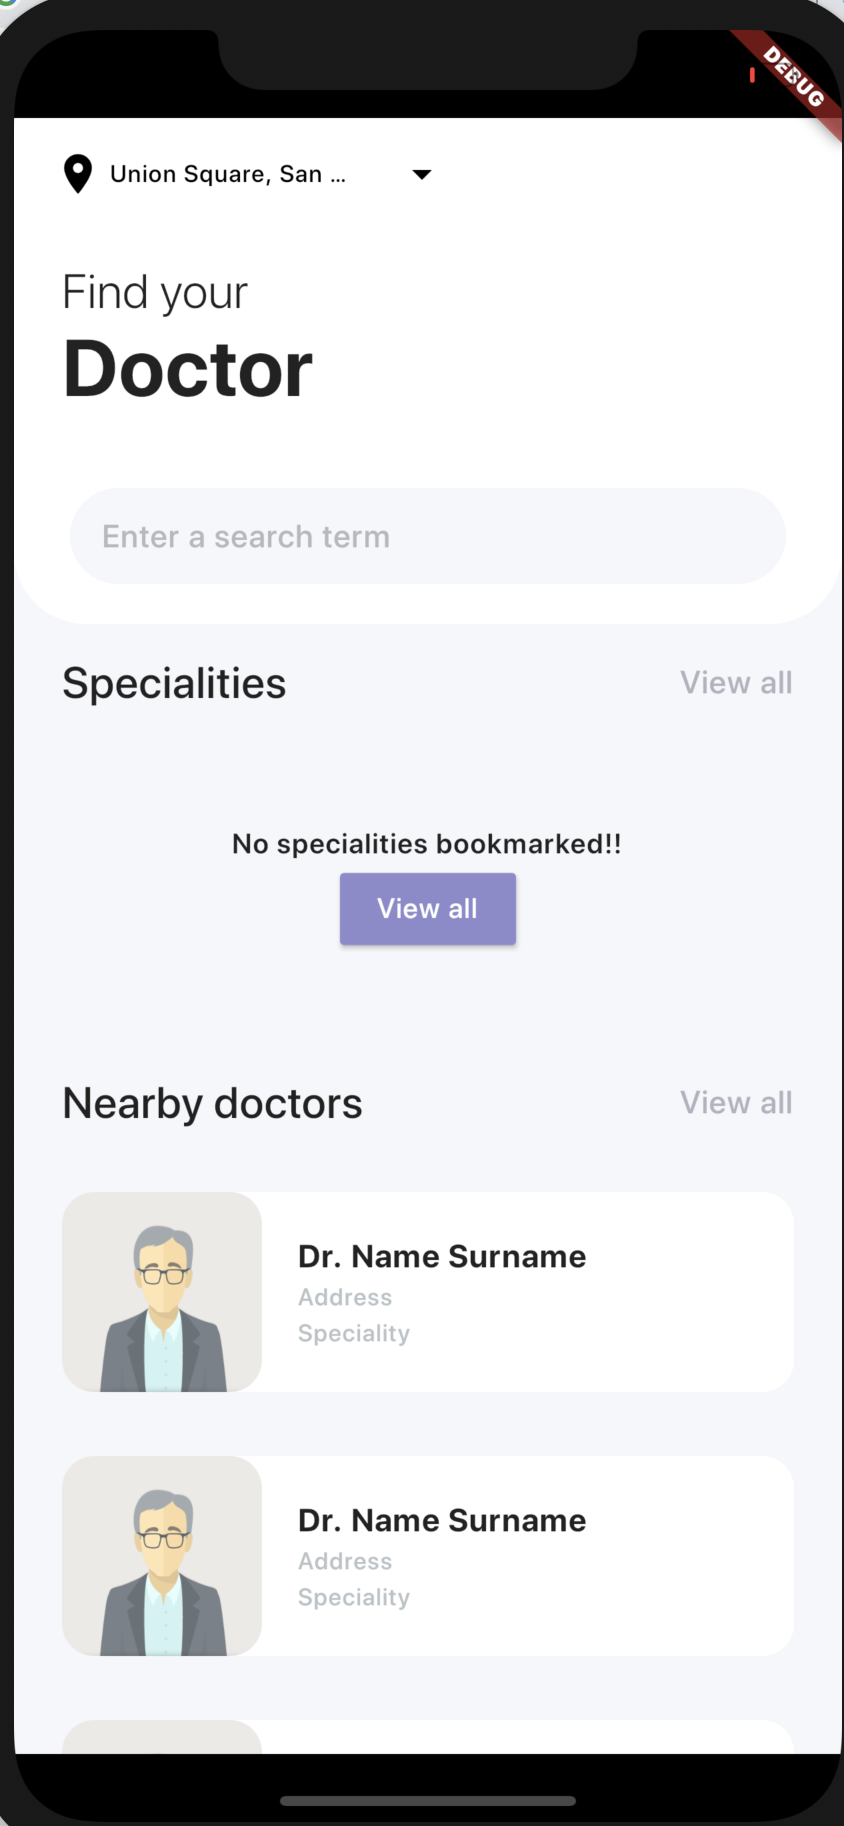 DEBUG
Union Square, San ...
Find your
Doctor
Enter a search term
Specialities View all
No specialities bookmarked!!
View all
Nearby doctors View all
Dr. Name Surname
Address
Speciality
Dr. Name Surname
Address
Speciality